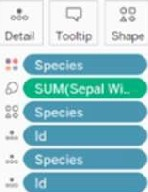 Detail Tooltip Shape
Species
SUM(Sepal Wi..
Species
Id
Species
Id